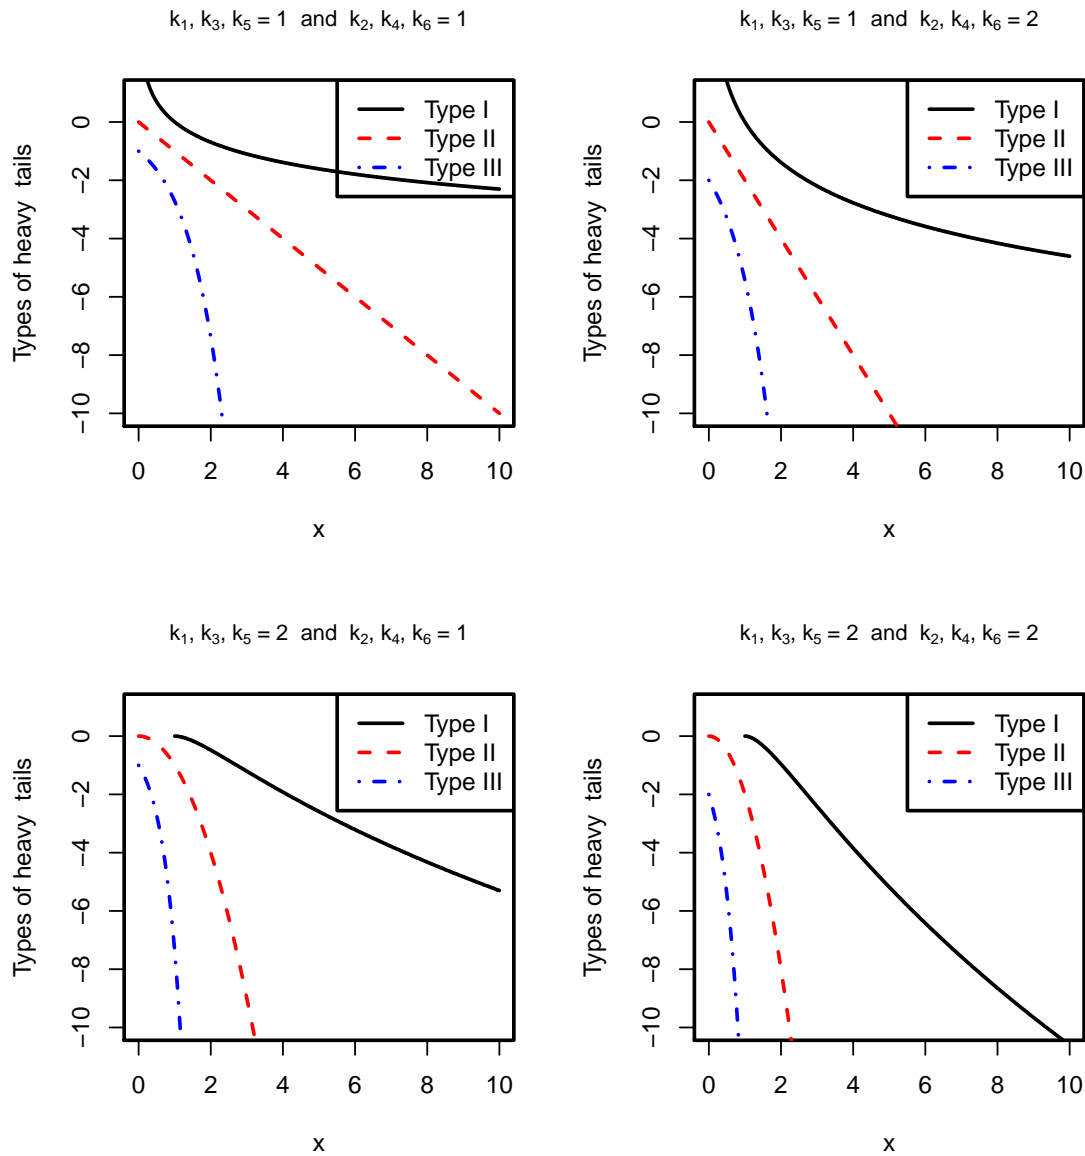 k₁, k₃, k₅ = 1 and k₂, k₄, k₆ = 1
Types of heavy tails
0
−2
−4
−6
−8
−10
Type I
Type II
Type III
0 2 4 6 8 10
x
k₁, k₃, k₅ = 1 and k₂, k₄, k₆ = 2
Types of heavy tails
0
−2
−4
−6
−8
−10
Type I
Type II
Type III
0 2 4 6 8 10
x
k₁, k₃, k₅ = 2 and k₂, k₄, k₆ = 1
Types of heavy tails
0
−2
−4
−6
−8
−10
Type I
Type II
Type III
0 2 4 6 8 10
x
k₁, k₃, k₅ = 2 and k₂, k₄, k₆ = 2
Types of heavy tails
0
−2
−4
−6
−8
−10
Type I
Type II
Type III
0 2 4 6 8 10
x